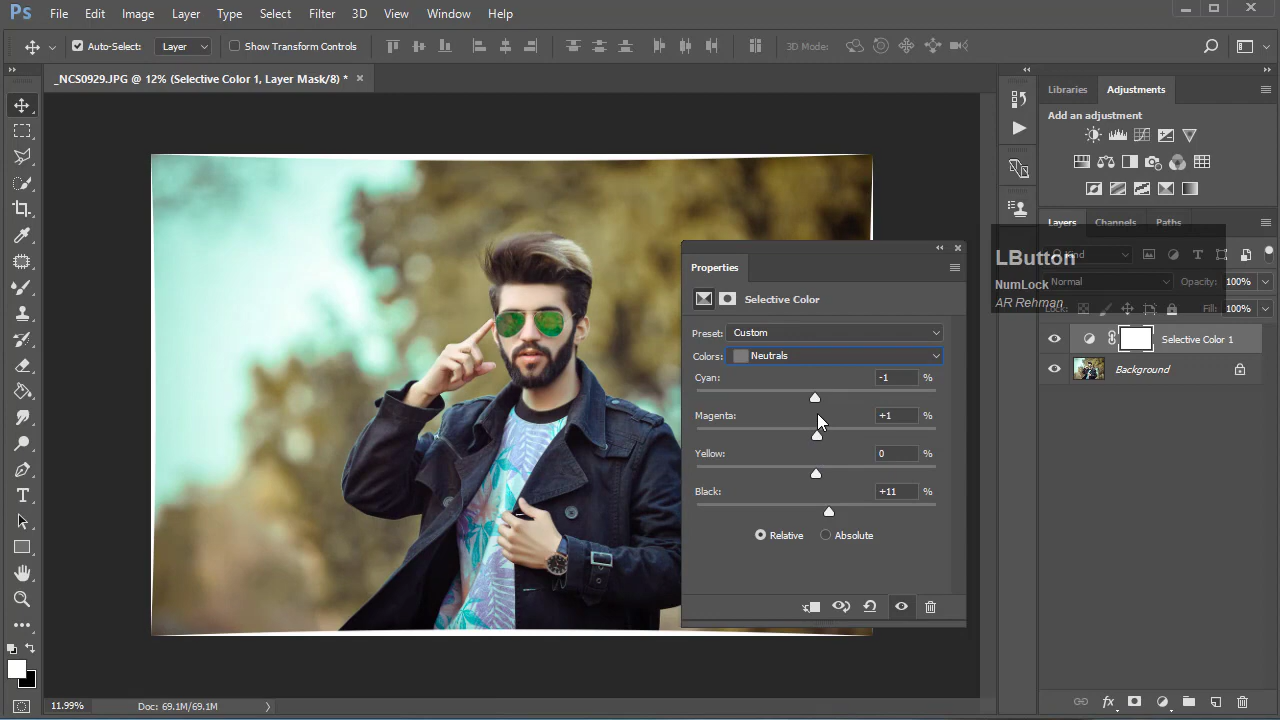 Ps File Edit Image Layer Type Select Filter 3D View Window Help
Auto-Select: Layer Show Transform Controls 3D Mode:
_NCS0929.JPG @ 12% (Selective Color 1, Layer Mask/8) * ×
Libraries Adjustments
Add an adjustment
Layers Channels Paths
Kind
LButton
NumLock
AR Rehman
Normal Opacity: 100%
Lock: Fill: 100%
Selective Color 1
Background
Properties
Selective Color
Preset: Custom
Colors: Neutrals
Cyan: -1 %
Magenta: +1 %
Yellow: 0 %
Black: +11 %
Relative Absolute
11.99% Doc: 69.1M/69.1M
fx